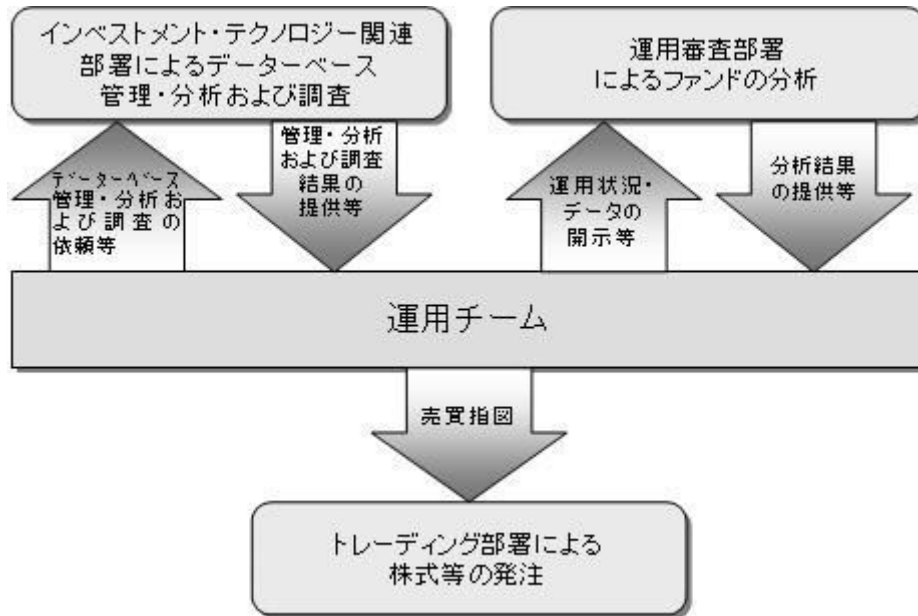 インベストメント・テクノロジー関連
部署によるデーターベース
管理・分析および調査
運用審査部署
によるファンドの分析
データーベース
管理・分析お
よび調査の
依頼等
管理・分析
および調査
結果の
提供等
運用状況・
データの
開示等
分析結果
の提供等
運用チーム
売買指図
トレーディング部署による
株式等の発注